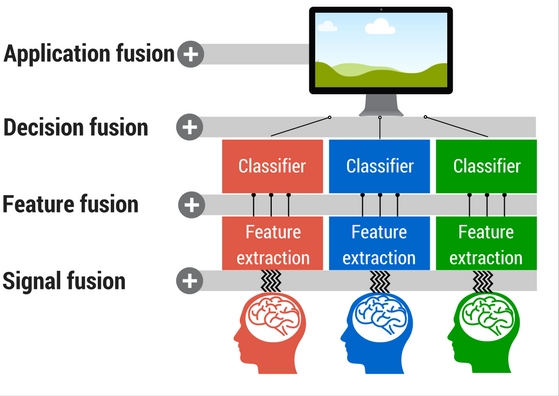 Application fusion
Decision fusion
Classifier Classifier Classifier
Feature fusion
Feature Feature Feature
extraction extraction extraction
Signal fusion